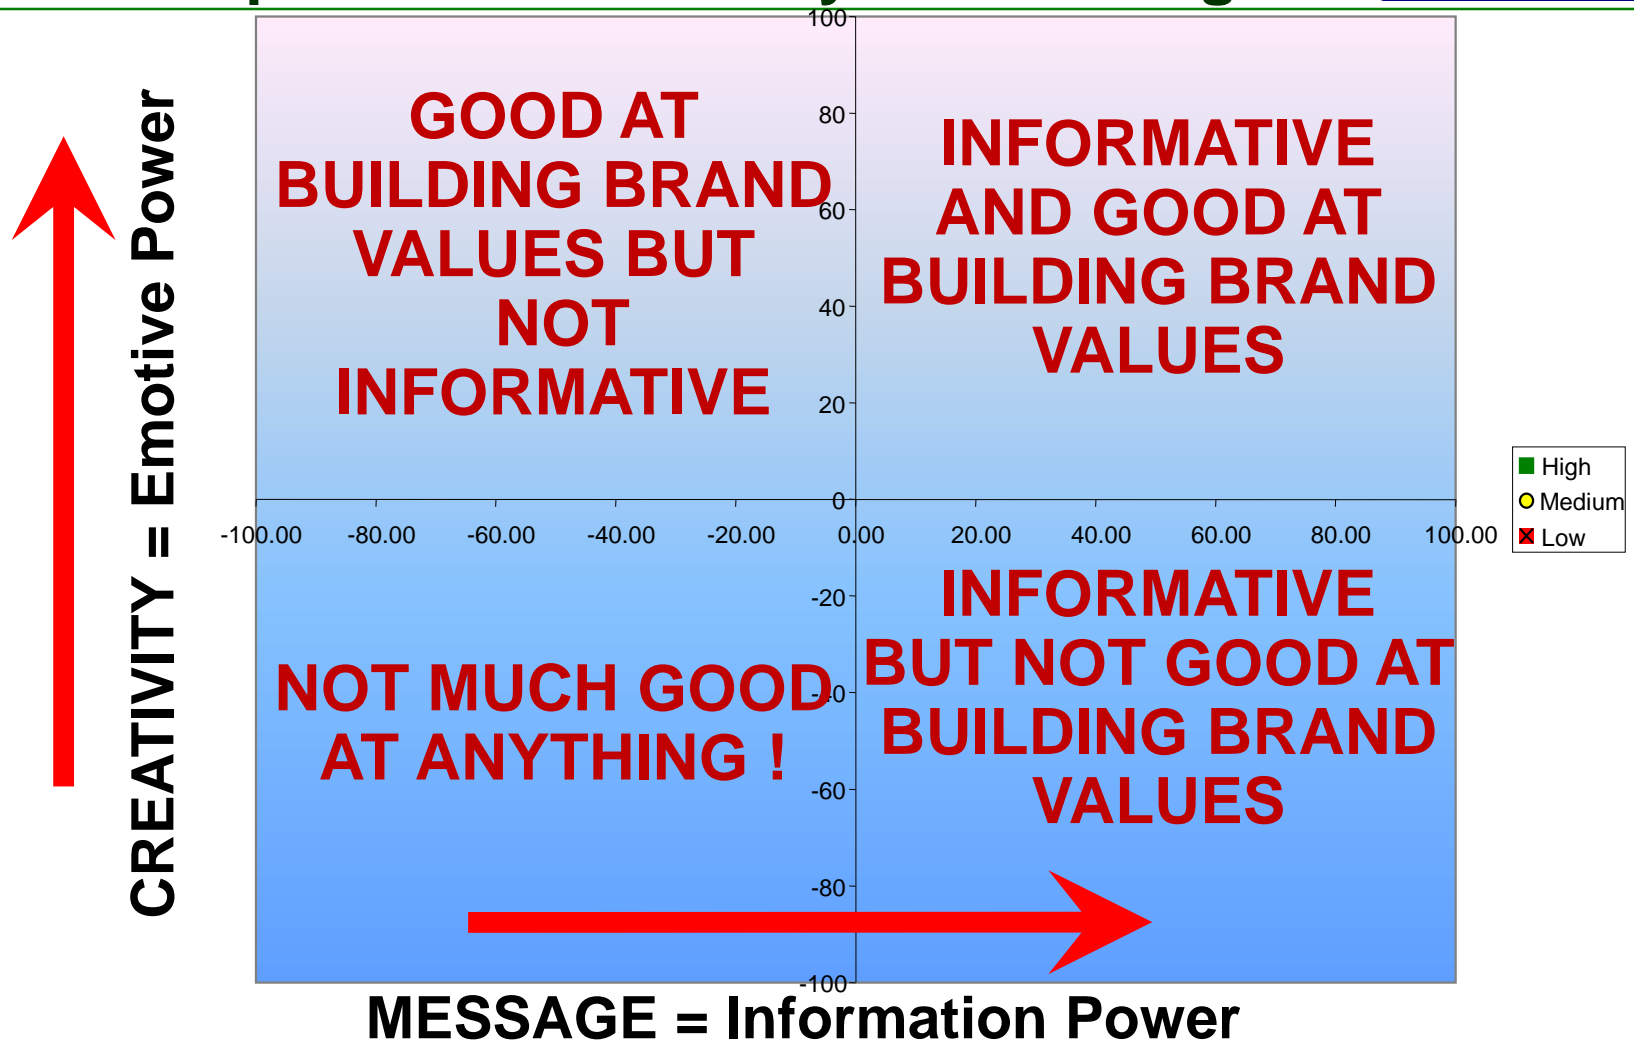 100
80
60
40
20
0
-20
-40
-60
-80
-100
-100.00 -80.00 -60.00 -40.00 -20.00 0.00 20.00 40.00 60.00 80.00 100.00
GOOD AT
BUILDING BRAND
VALUES BUT
NOT
INFORMATIVE
INFORMATIVE
AND GOOD AT
BUILDING BRAND
VALUES
NOT MUCH GOOD
AT ANYTHING !
INFORMATIVE
BUT NOT GOOD AT
BUILDING BRAND
VALUES
CREATIVITY = Emotive Power
MESSAGE = Information Power
High
Medium
Low